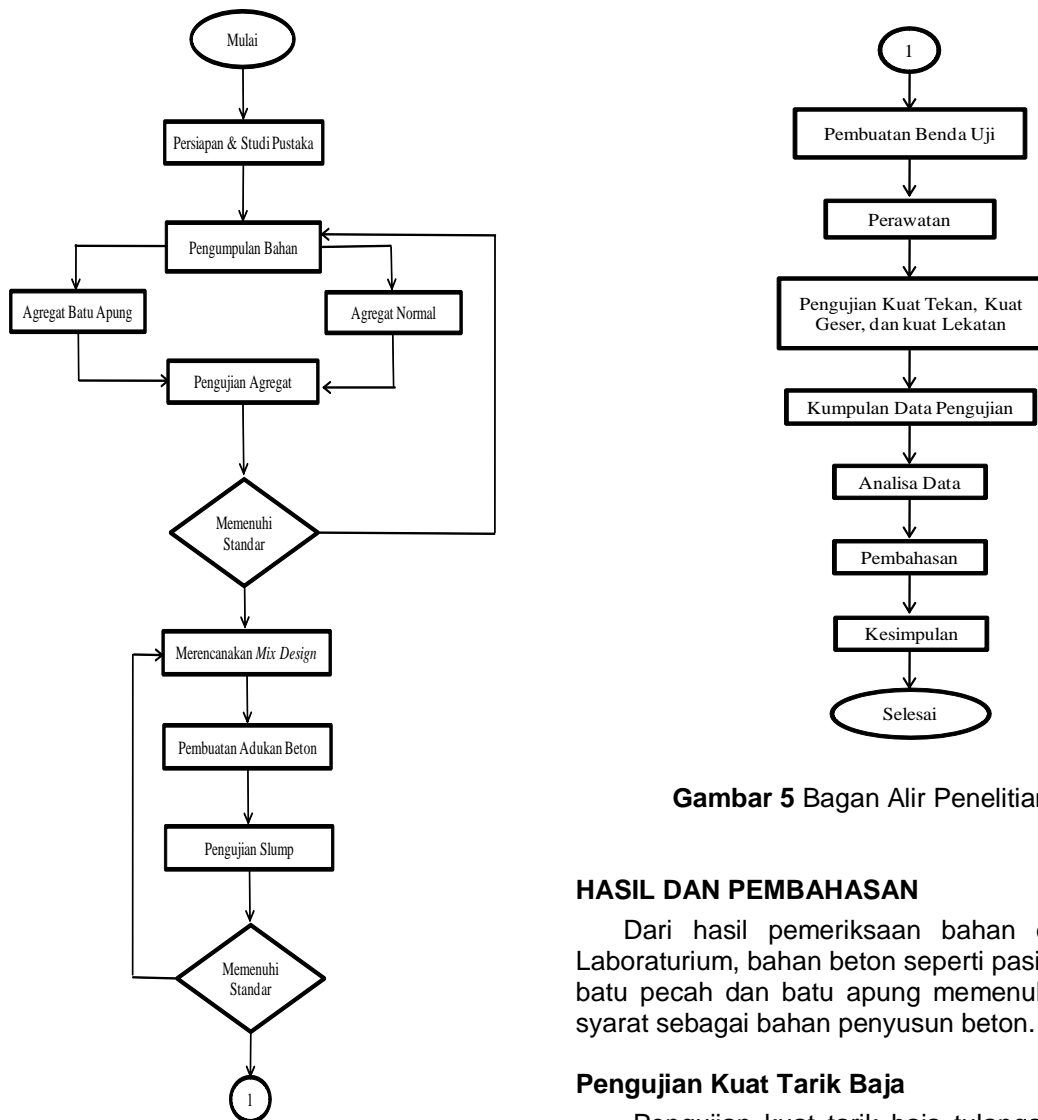 Mulai
Persiapan & Studi Pustaka
Pengumpulan Bahan
Agregat Batu Apung
Agregat Normal
Pengujian Agregat
Memenuhi
Standar
Merencanakan Mix Design
Pembuatan Adukan Beton
Pengujian Slump
Memenuhi
Standar
1
1
Pembuatan Benda Uji
Perawatan
Pengujian Kuat Tekan, Kuat
Geser, dan kuat Lekatan
Kumpulan Data Pengujian
Analisa Data
Pembahasan
Kesimpulan
Selesai
Gambar 5 Bagan Alir Penelitian
HASIL DAN PEMBAHASAN
Dari hasil pemeriksaan bahan
Laboraturium, bahan beton seperti
batu pecah dan batu apung
syarat sebagai bahan penyusun beton.
Pengujian Kuat Tarik Baja
Pengujian kuat tarik baja